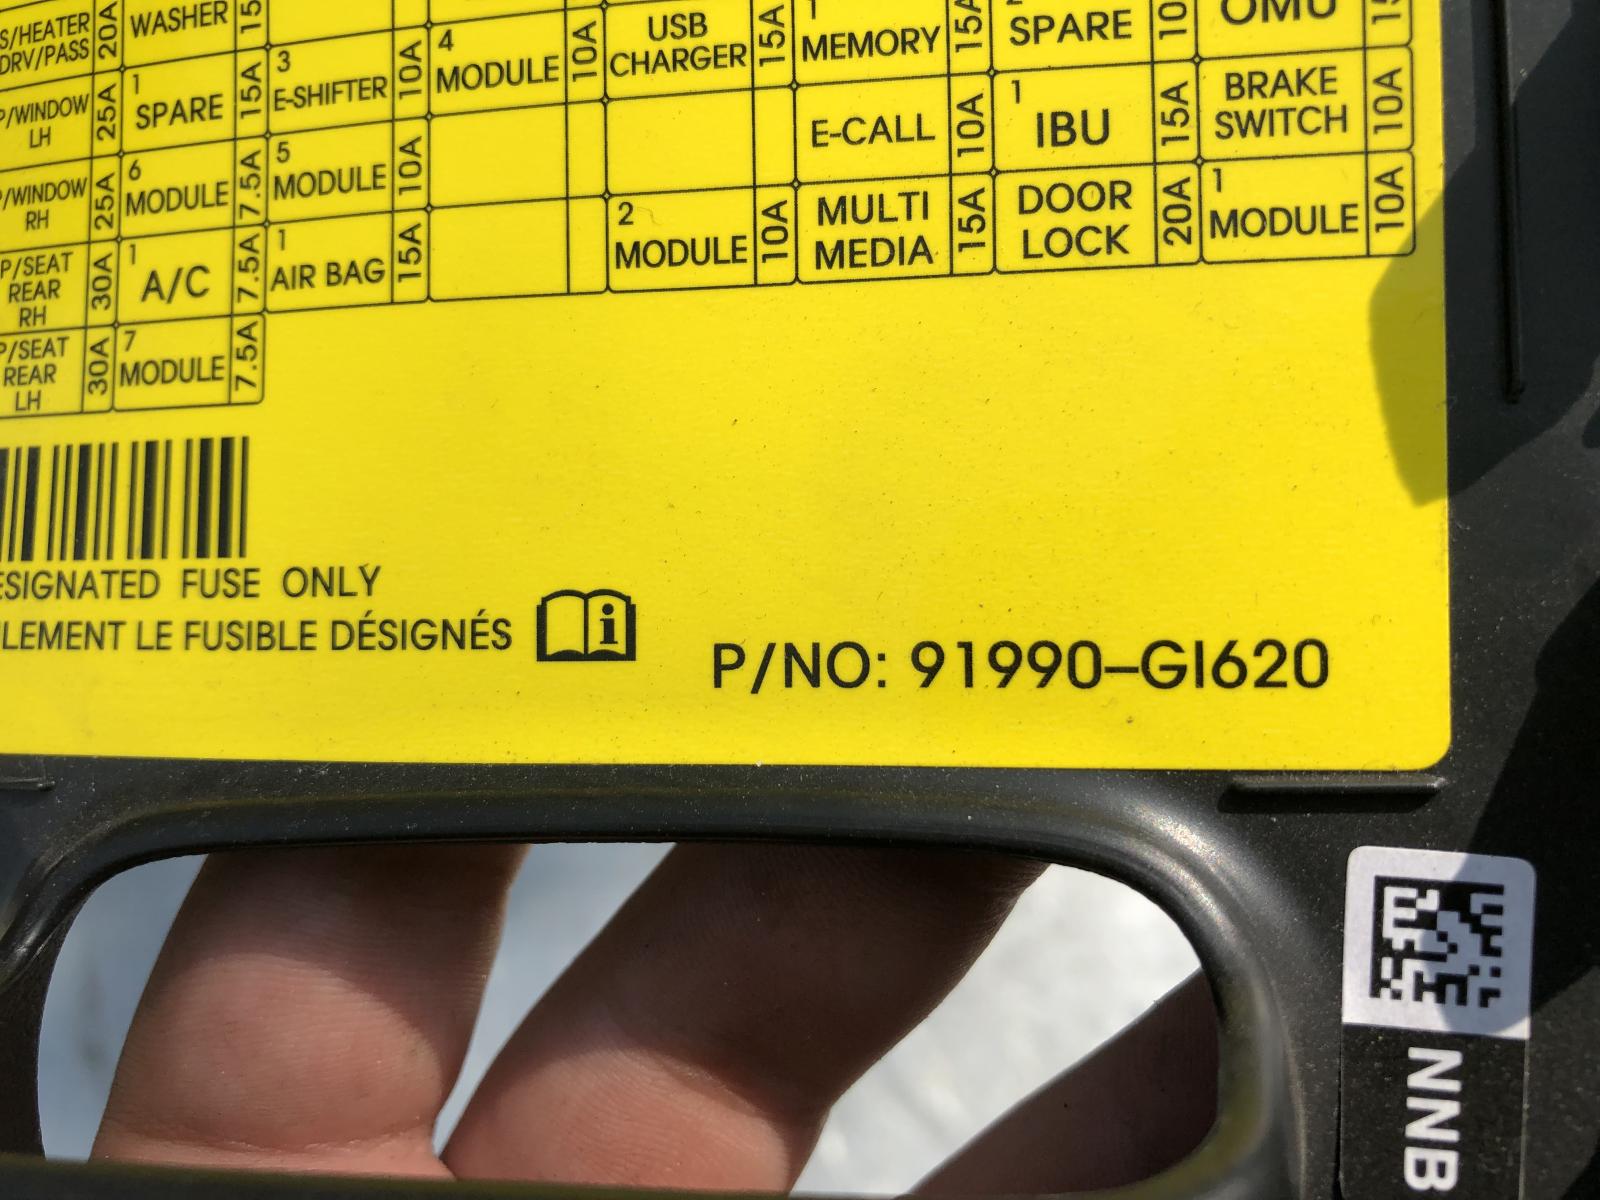 S/HEATER
DRV/PASS
20A
WASHER
15
3
E-SHIFTER
10A
4
MODULE
10A
USB
CHARGER
15A
1
MEMORY
15A
SPARE
10
OMU
15
P/WINDOW
LH
25A
1
SPARE
15A
E-CALL
10A
1
IBU
15A
BRAKE
SWITCH
10A
P/WINDOW
RH
25A
6
MODULE
7.5A
5
MODULE
10A
P/SEAT
REAR
RH
30A
1
A/C
7.5A
1
AIR BAG
15A
2
MODULE
10A
MULTI
MEDIA
15A
DOOR
LOCK
20A
1
MODULE
10A
P/SEAT
REAR
LH
30A
7
MODULE
7.5A
ESIGNATED FUSE ONLY
LEMENT LE FUSIBLE DÉSIGNÉS
i
P/NO: 91990–GI620
NNB